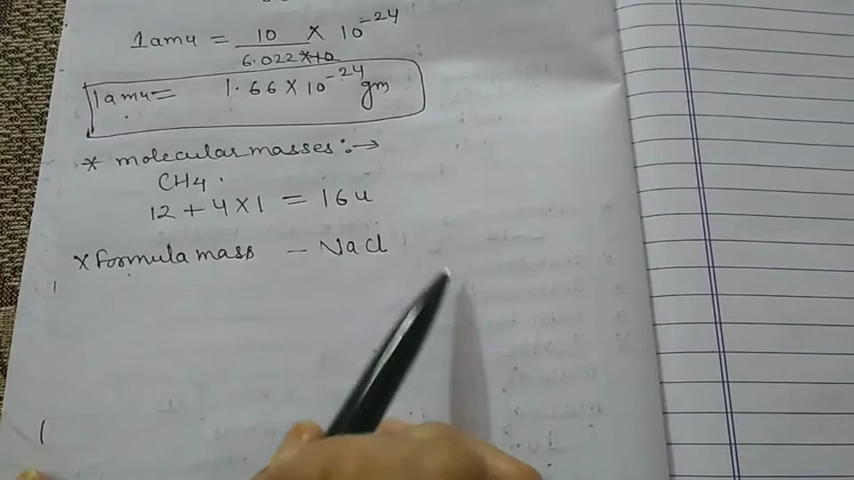 1amu = 10/6.022×10 × 10^-24
1amu = 1.66 × 10^-24 gm
* molecular masses :→
CH4.
12 + 4×1 = 16u
* Formula mass - NaCl